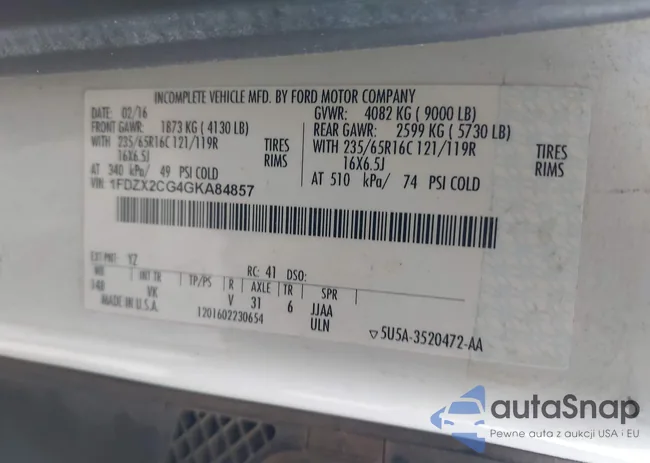 INCOMPLETE VEHICLE MFD. BY FORD MOTOR COMPANY
DATE: 02/16 GVWR: 4082 KG ( 9000 LB)
FRONT GAWR: 1873 KG ( 4130 LB) REAR GAWR: 2599 KG ( 5730 LB)
WITH 235/65R16C 121/119R TIRES WITH 235/65R16C 121/119R TIRES
16X6.5J RIMS 16X6.5J RIMS
AT 340 kPa/ 49 PSI COLD AT 510 kPa/ 74 PSI COLD
VIN: 1FDZX2CG4GKA84857
EXT PNT: YZ RC: 41 DSO:
WB INT TR TP/PS R AXLE TR SPR
148 VK V 31 6 JJAA
MADE IN U.S.A. 1201602230654 ULN ▽5U5A-3520472-AA
autoSnap
Pewne auta z aukcji USA i EU